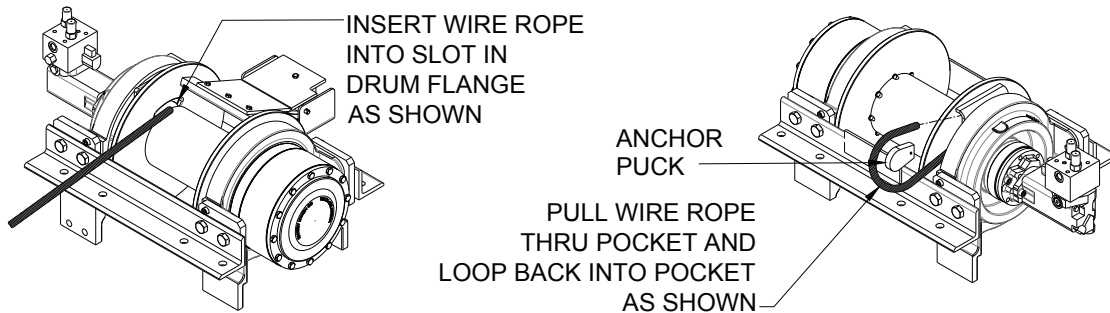 INSERT WIRE ROPE
INTO SLOT IN
DRUM FLANGE
AS SHOWN
ANCHOR
PUCK
PULL WIRE ROPE
THRU POCKET AND
LOOP BACK INTO POCKET
AS SHOWN